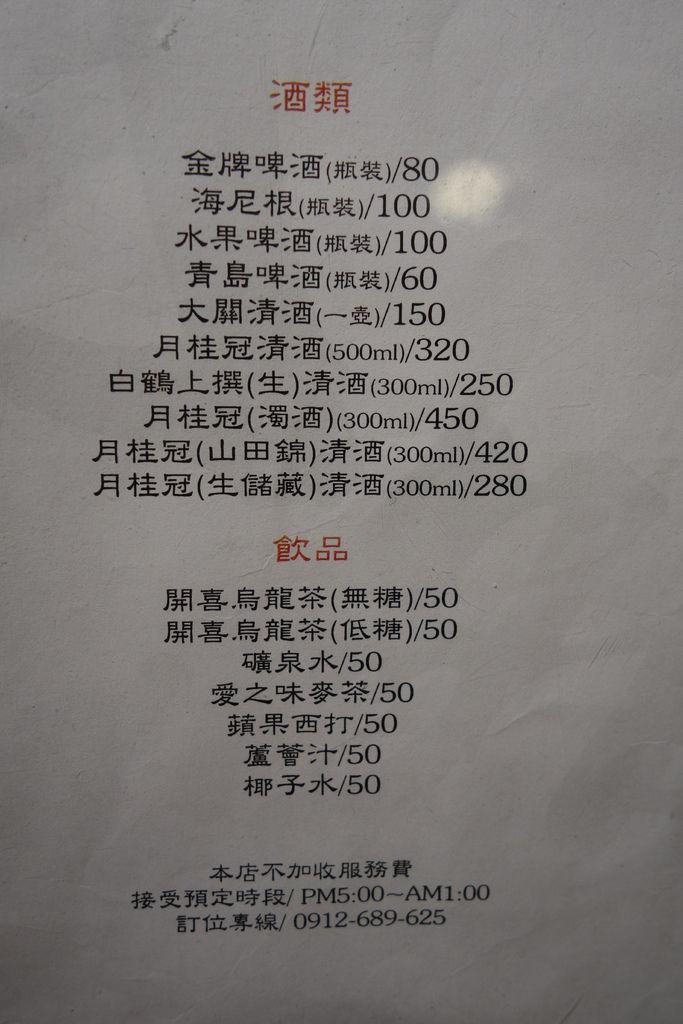 酒類
金牌啤酒(瓶裝)/80
海尼根(瓶裝)/100
水果啤酒(瓶裝)/100
青島啤酒(瓶裝)/60
大關清酒(一壺)/150
月桂冠清酒(500ml)/320
白鶴上撰(生)清酒(300ml)/250
月桂冠(濁酒)(300ml)/450
月桂冠(山田錦)清酒(300ml)/420
月桂冠(生儲藏)清酒(300ml)/280
飲品
開喜烏龍茶(無糖)/50
開喜烏龍茶(低糖)/50
礦泉水/50
愛之味麥茶/50
蘋果西打/50
蘆薈汁/50
椰子水/50
本店不加收服務費
接受預定時段/ PM5:00~AM1:00
訂位專線/ 0912-689-625